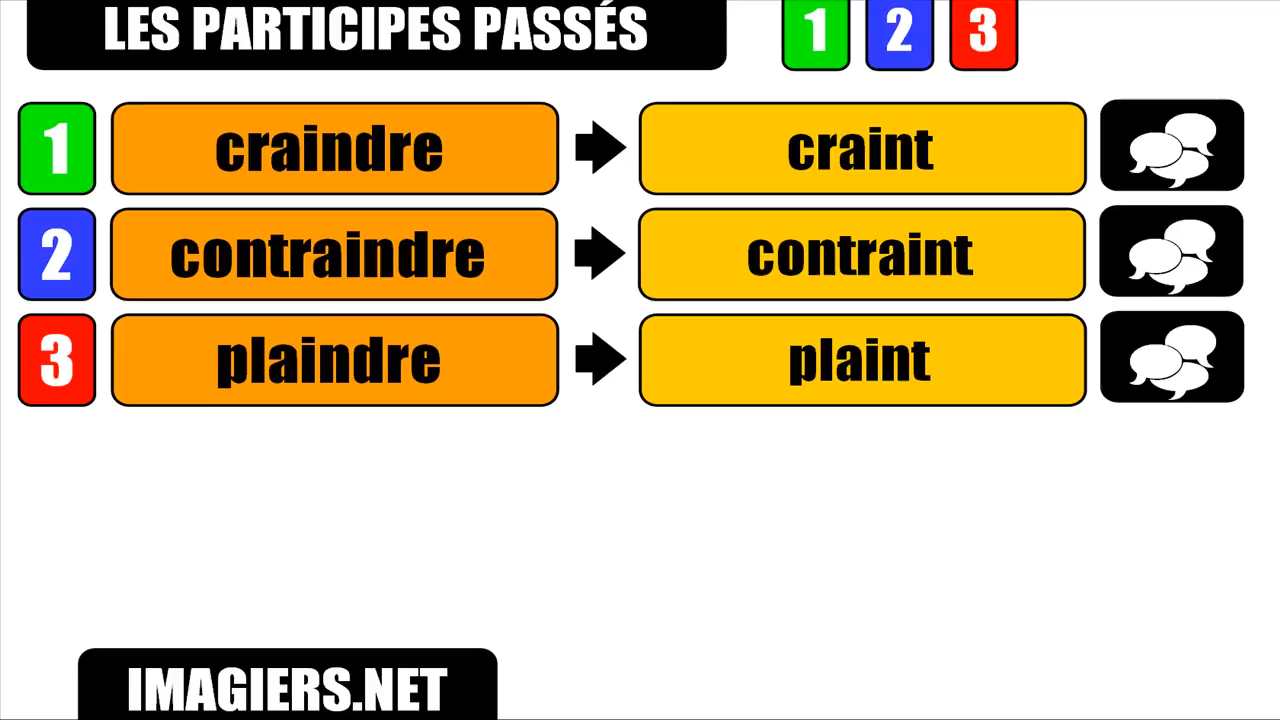 LES PARTICIPES PASSÉS 1 2 3
1 craindre craint
2 contraindre contraint
3 plaindre plaint
IMAGIERS.NET